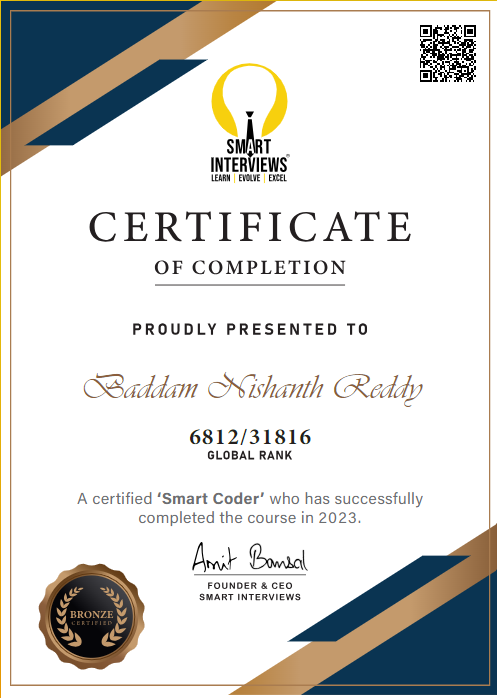 SMART
INTERVIEWS®
LEARN | EVOLVE | EXCEL
CERTIFICATE
OF COMPLETION
PROUDLY PRESENTED TO
Baddam Nishanth Reddy
6812/31816
GLOBAL RANK
A certified ‘Smart Coder’ who has successfully
completed the course in 2023.
Amit Bansal
FOUNDER & CEO
SMART INTERVIEWS
BRONZE
CERTIFIED